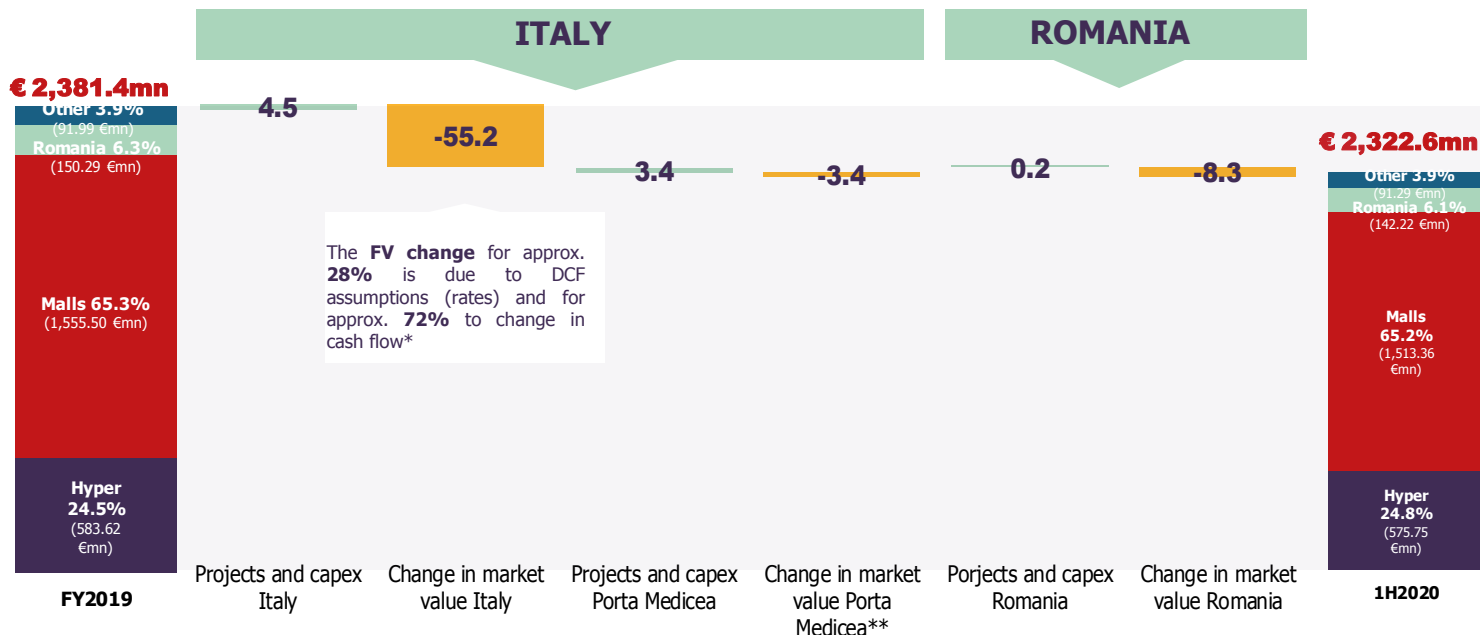 ITALY
ROMANIA
€ 2,381.4mn
Other 3.9%
(91.99 €mn)
Romania 6.3%
(150.29 €mn)
Malls 65.3%
(1,555.50 €mn)
Hyper
24.5%
(583.62
€mn)
FY2019
4.5
Projects and capex
Italy
-55.2
The FV change for approx.
28% is due to DCF
assumptions (rates) and for
approx. 72% to change in
cash flow*
Change in market
value Italy
3.4
Projects and capex
Porta Medicea
-3.4
Change in market
value Porta
Medicea**
0.2
Porjects and capex
Romania
-8.3
Change in market
value Romania
€ 2,322.6mn
Other 3.9%
(91.29 €mn)
Romania 6.1%
(142.22 €mn)
Malls
65.2%
(1,513.36
€mn)
Hyper
24.8%
(575.75
€mn)
1H2020